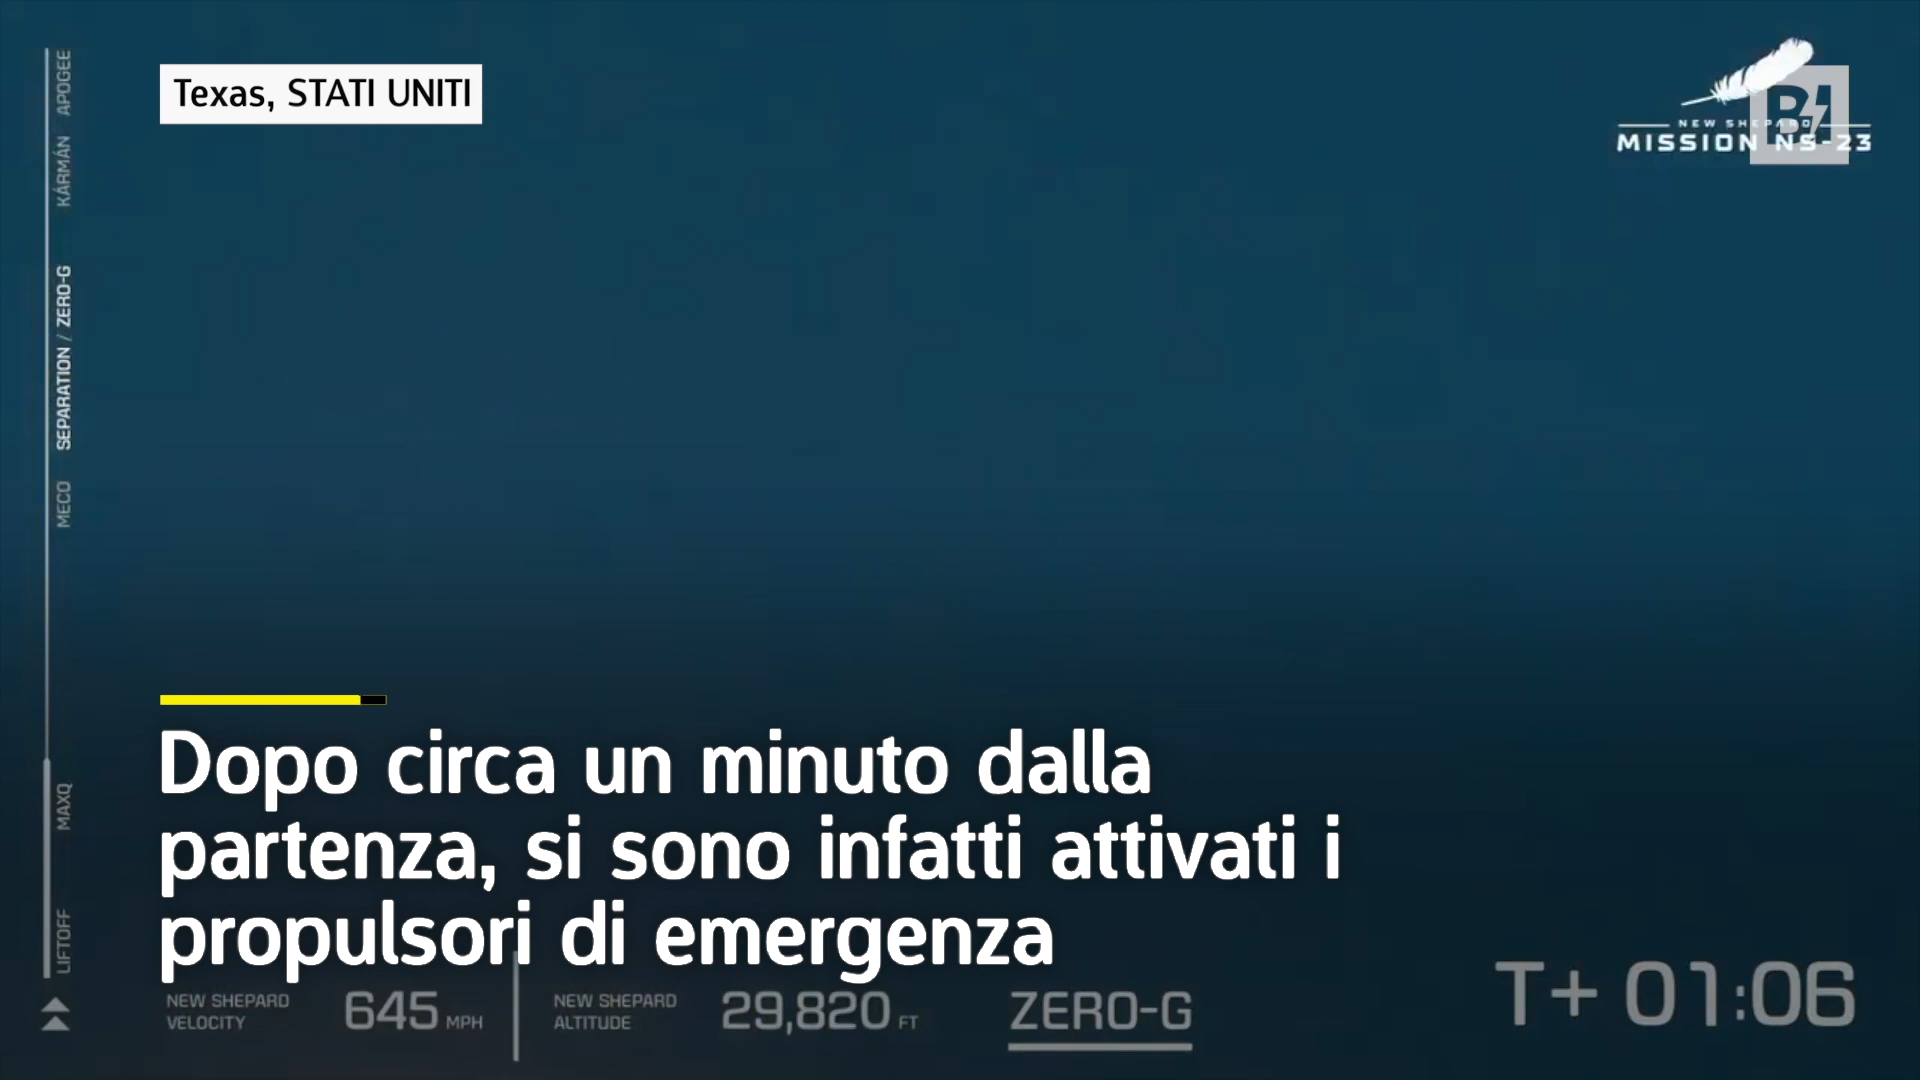 Texas, STATI UNITI
B!
NEW SHEPARD
MISSION NS-23
APOGEE
KÁRMÁN
SEPARATION / ZERO-G
MECO
MAXQ
LIFTOFF
Dopo circa un minuto dalla
partenza, si sono infatti attivati i
propulsori di emergenza
NEW SHEPARD
VELOCITY
645 MPH
NEW SHEPARD
ALTITUDE
29,820 FT
ZERO-G
T+ 01:06